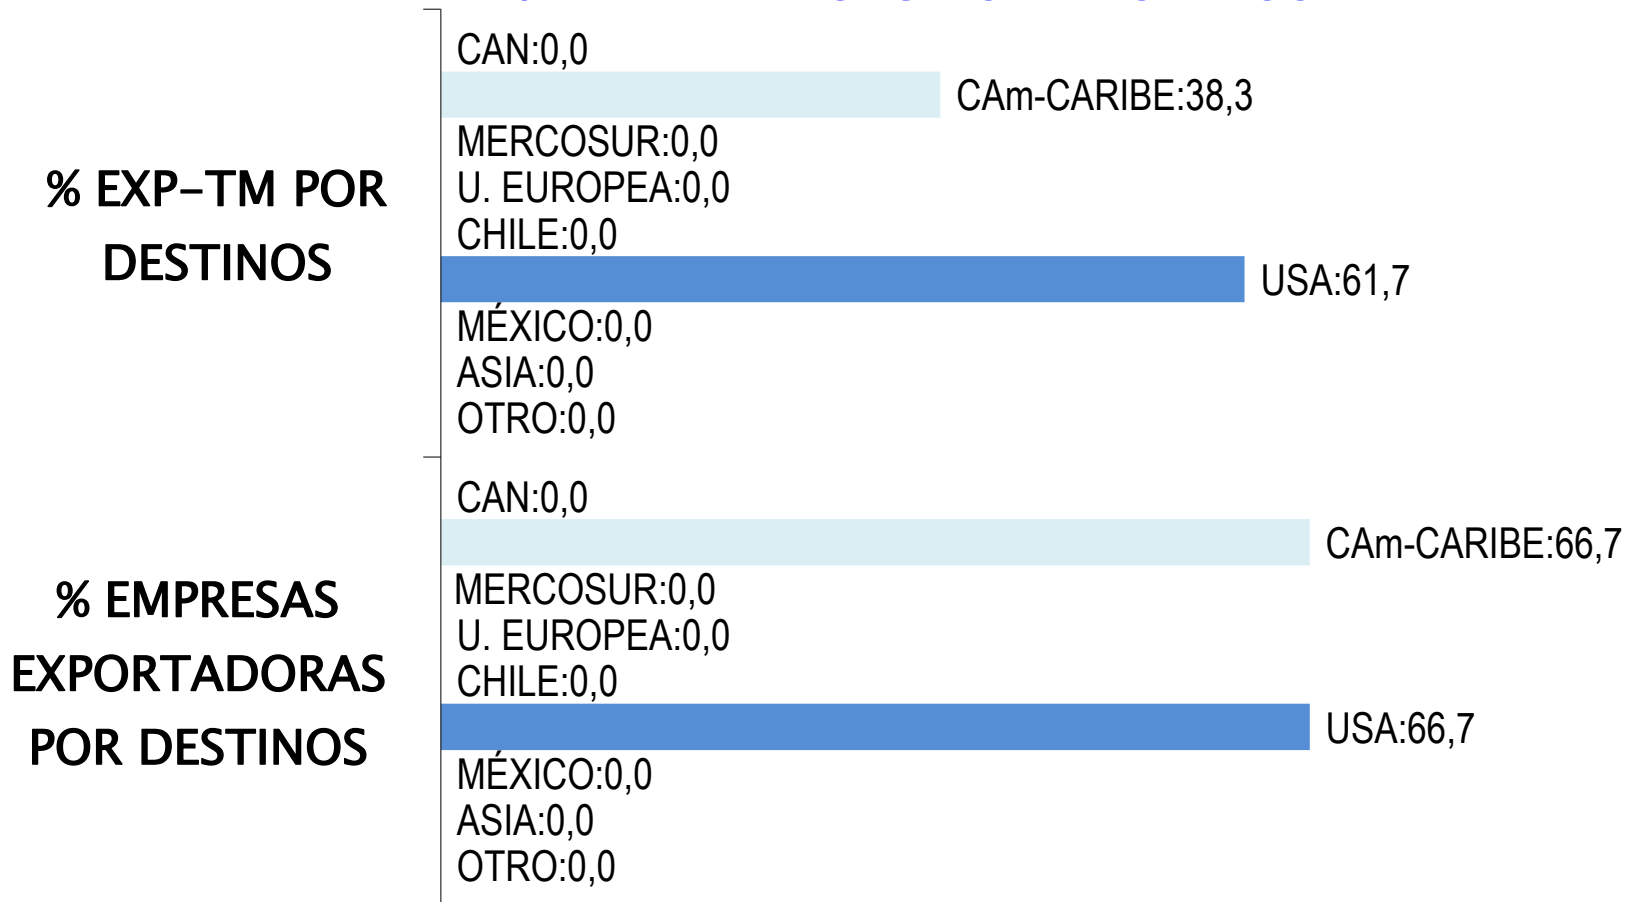 CAN:0,0
CAm-CARIBE:38,3
MERCOSUR:0,0
U. EUROPEA:0,0
CHILE:0,0
USA:61,7
MÉXICO:0,0
ASIA:0,0
OTRO:0,0
% EXP-TM POR
DESTINOS
CAN:0,0
CAm-CARIBE:66,7
MERCOSUR:0,0
U. EUROPEA:0,0
CHILE:0,0
USA:66,7
MÉXICO:0,0
ASIA:0,0
OTRO:0,0
% EMPRESAS
EXPORTADORAS
POR DESTINOS